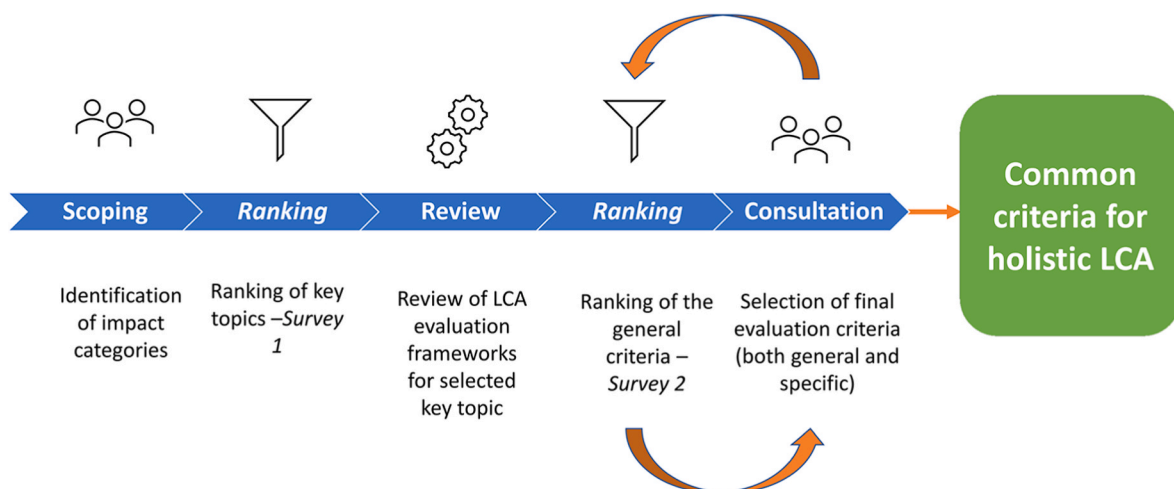 Scoping
Ranking
Review
Ranking
Consultation
Common
criteria for
holistic LCA
Identification
of impact
categories
Ranking of key
topics –Survey
1
Review of LCA
evaluation
frameworks
for selected
key topic
Ranking of the
general
criteria –
Survey 2
Selection of final
evaluation criteria
(both general and
specific)